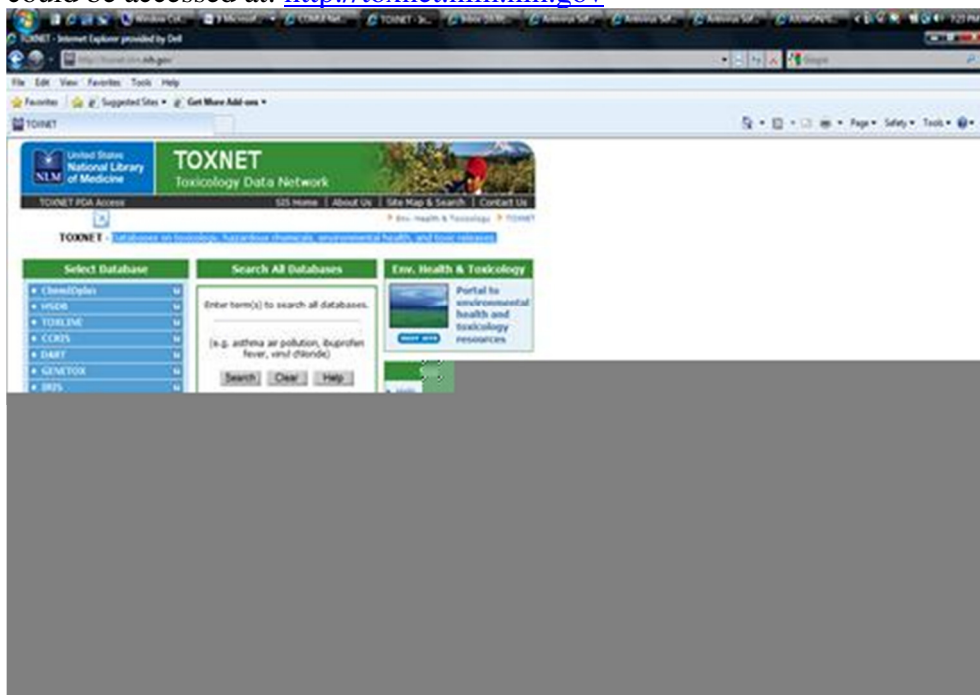 could be accessed at: http://toxnet.nlm.nih.gov
TOXNET - Internet Explorer provided by Dell
File Edit View Favorites Tools Help
Favorites Suggested Sites Get More Add-ons
TOXNET
Page Safety Tools
United States
National Library
of Medicine
NLM
TOXNET
Toxicology Data Network
TOXNET PDA Access
SIS Home | About Us | Site Map & Search | Contact Us
Env. Health & Toxicology TOXNET
TOXNET - Databases on toxicology, hazardous chemicals, environmental health, and toxic releases
Select Database
ChemIDplus
HSDB
TOXLINE
CCRIS
DART
GENETOX
IRIS
Search All Databases
Enter term(s) to search all databases.
(e.g. asthma air pollution, ibuprofen
fever, vinyl chloride)
Search Clear Help
Env. Health & Toxicology
Portal to
environmental
health and
toxicology
resources